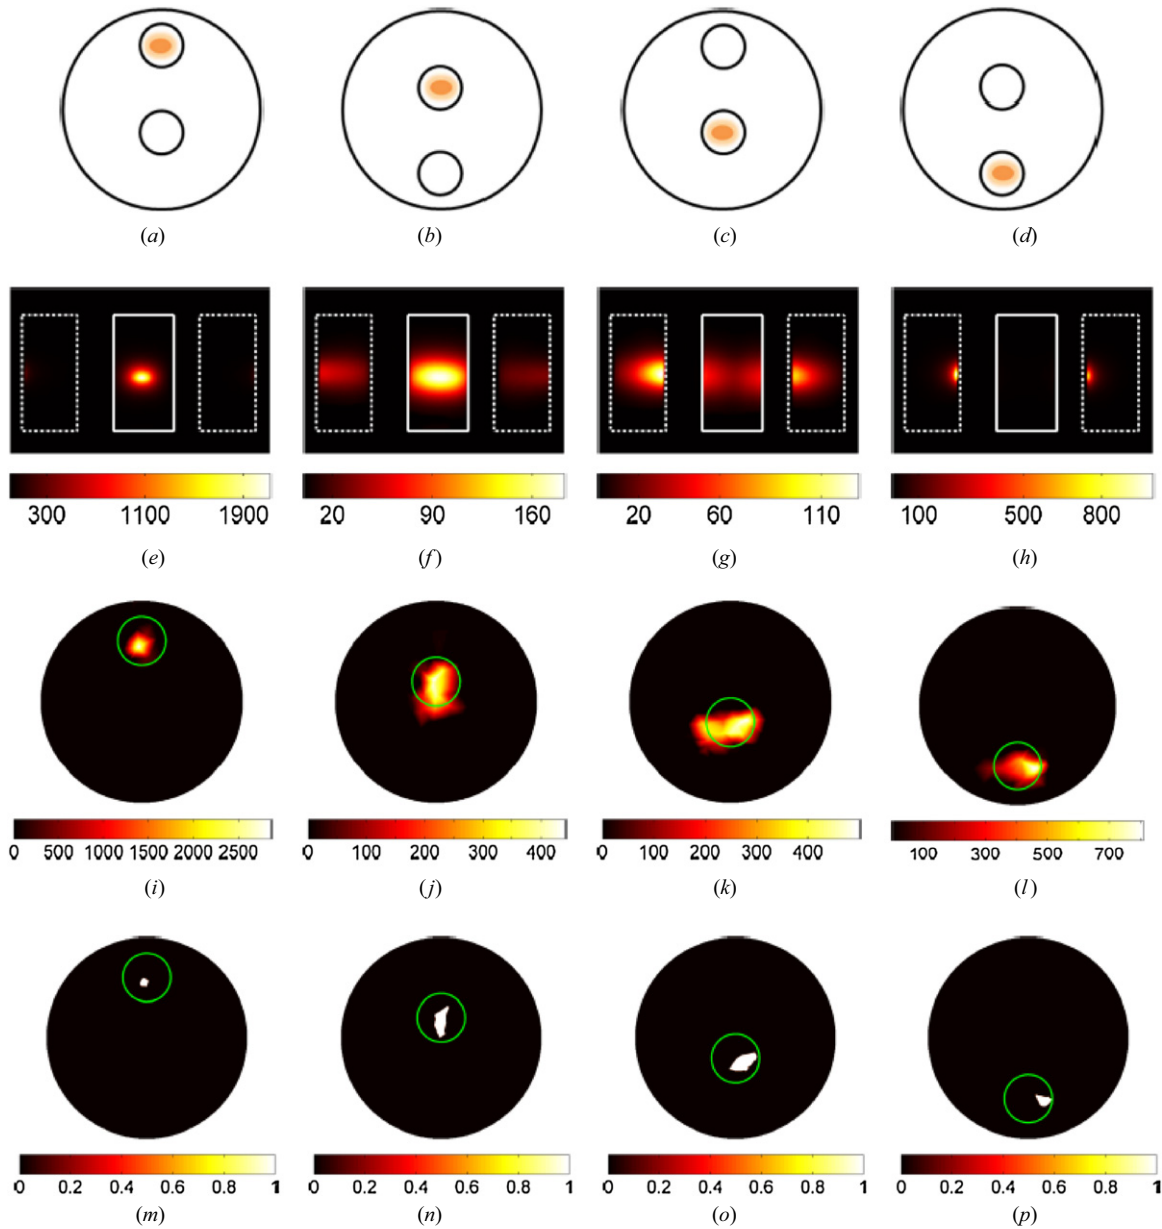 (a) (b) (c) (d)
300 1100 1900 20 90 160 20 60 110 100 500 800
(e) (f) (g) (h)
0 500 1000 1500 2000 2500 0 100 200 300 400 0 100 200 300 400 100 300 500 700
(i) (j) (k) (l)
0 0.2 0.4 0.6 0.8 1 0 0.2 0.4 0.6 0.8 1 0 0.2 0.4 0.6 0.8 1 0 0.2 0.4 0.6 0.8 1
(m) (n) (o) (p)